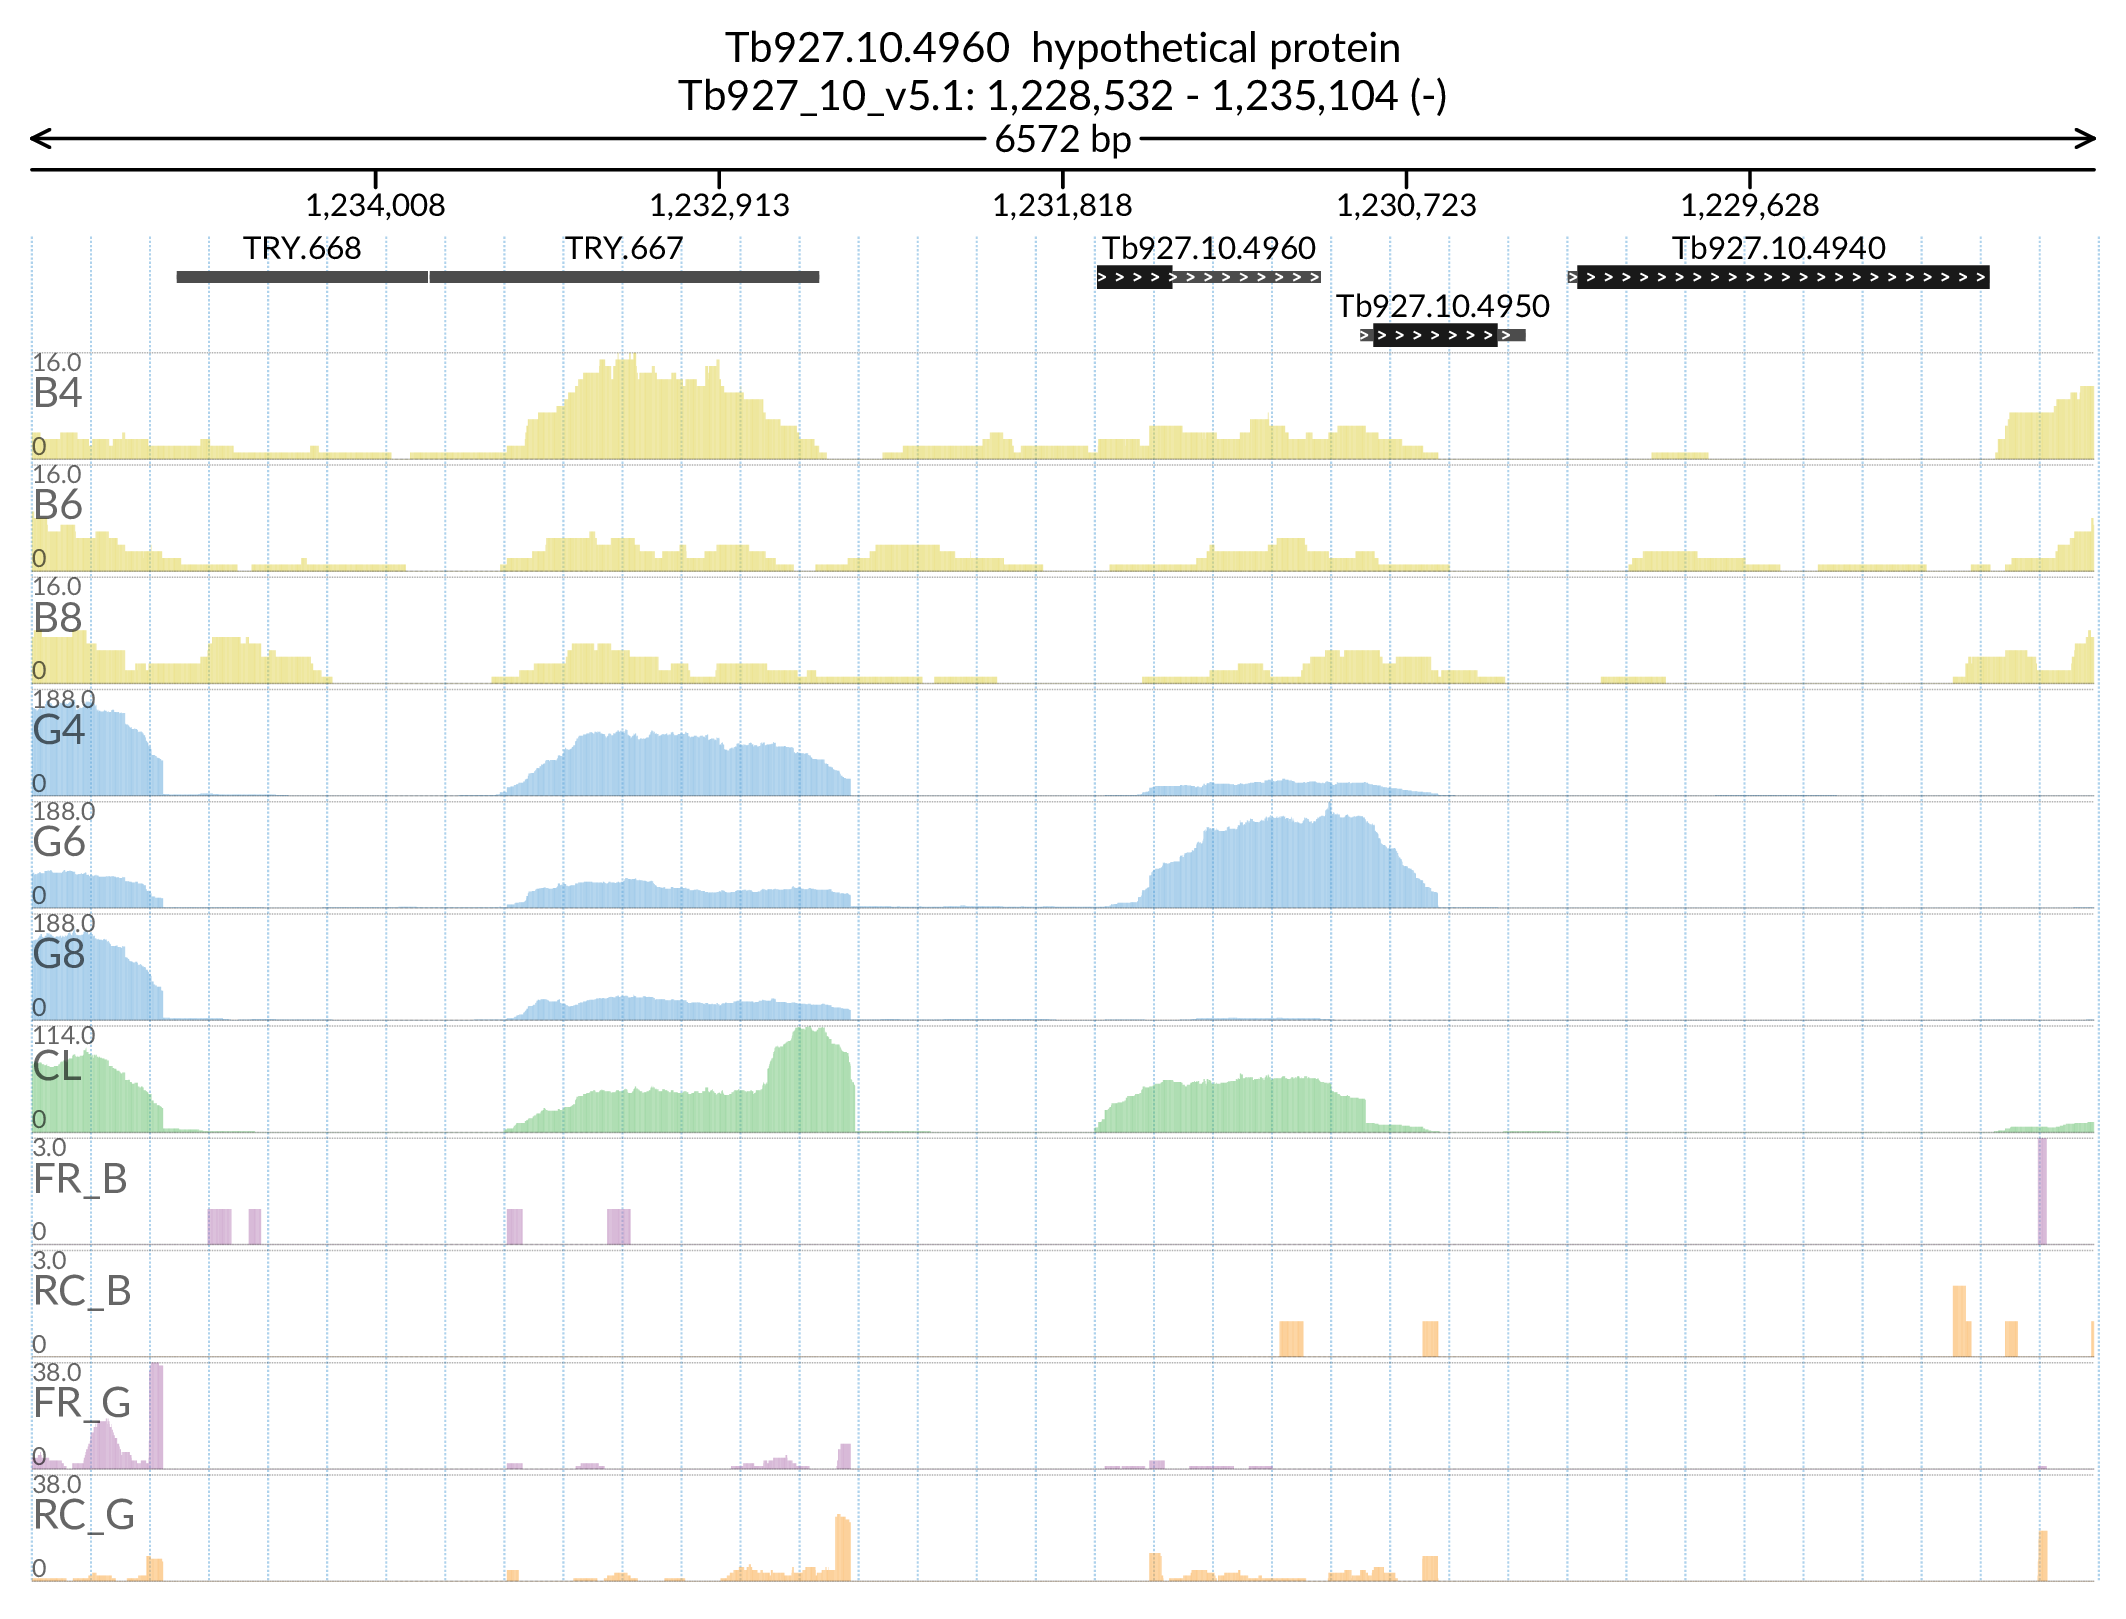 Tb927.10.4960  hypothetical protein
Tb927_10_v5.1: 1,228,532 - 1,235,104 (-)
6572 bp
1,234,008 1,232,913 1,231,818 1,230,723 1,229,628
TRY.668 TRY.667 Tb927.10.4960 Tb927.10.4940
Tb927.10.4950
16.0
B4
0
16.0
B6
0
16.0
B8
0
188.0
G4
0
188.0
G6
0
188.0
G8
0
114.0
CL
0
3.0
FR_B
0
3.0
RC_B
0
38.0
FR_G
0
38.0
RC_G
0